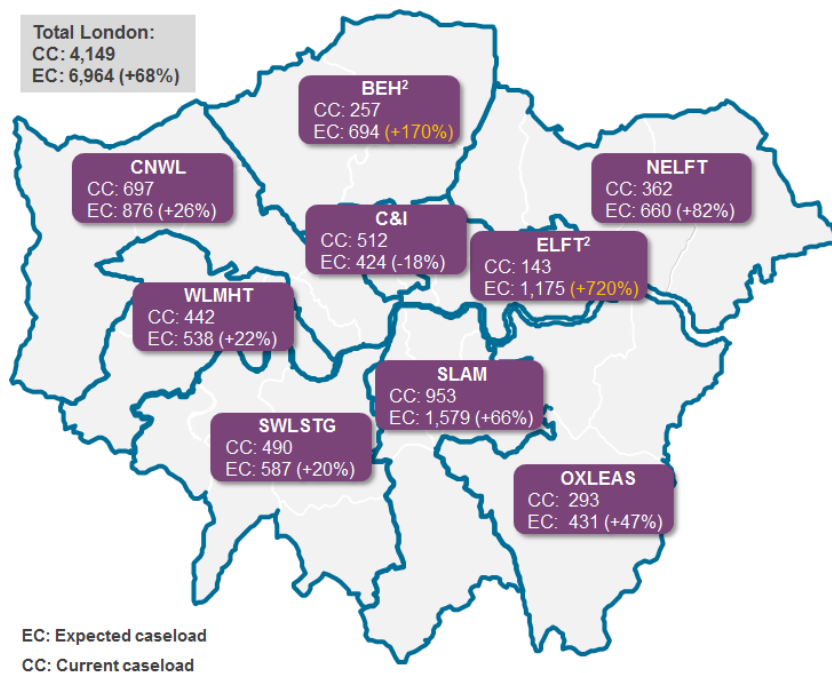 Total London:
CC: 4,149
EC: 6,964 (+68%)
BEH²
CC: 257
EC: 694 (+170%)
CNWL
CC: 697
EC: 876 (+26%)
NELFT
CC: 362
EC: 660 (+82%)
C&I
CC: 512
EC: 424 (-18%)
ELFT²
CC: 143
EC: 1,175 (+720%)
WLMHT
CC: 442
EC: 538 (+22%)
SLAM
CC: 953
EC: 1,579 (+66%)
SWLSTG
CC: 490
EC: 587 (+20%)
OXLEAS
CC: 293
EC: 431 (+47%)
EC: Expected caseload
CC: Current caseload